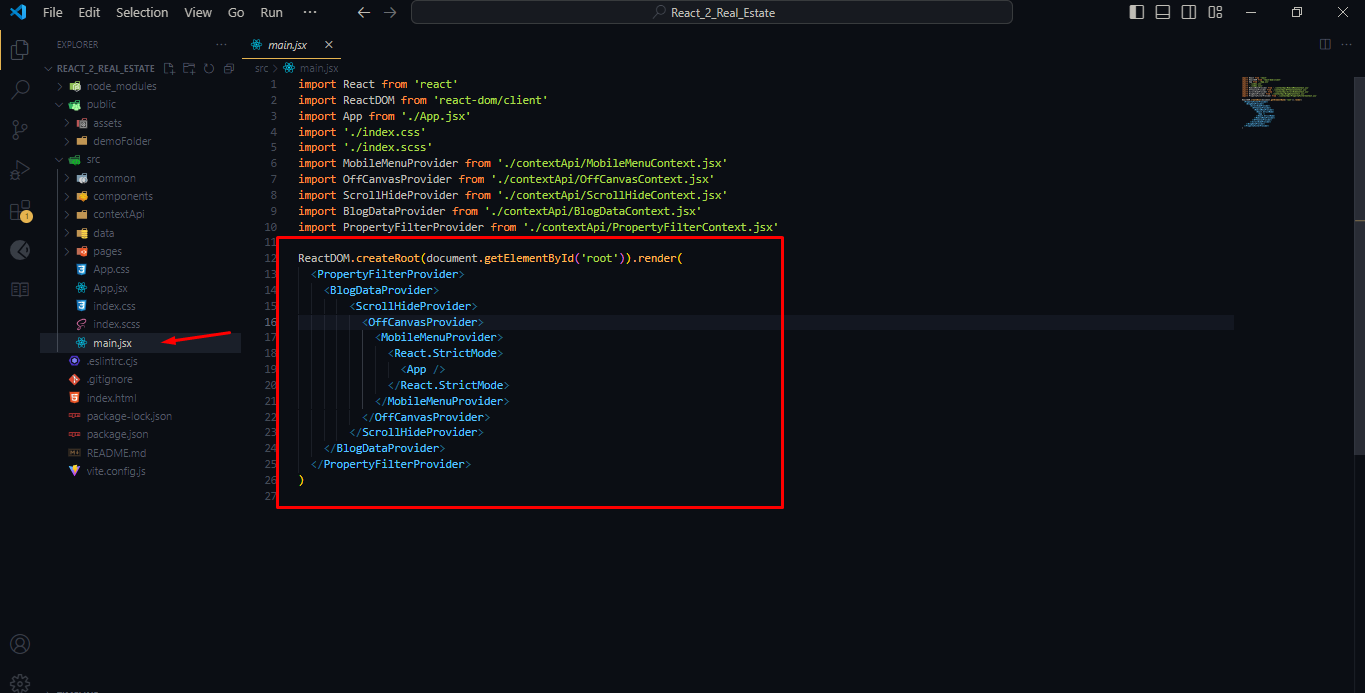 File Edit Selection View Go Run ··· React_2_Real_Estate
EXPLORER ···
REACT_2_REAL_ESTATE
node_modules
public
assets
demoFolder
src
common
components
contextApi
data
pages
App.css
App.jsx
index.css
index.scss
main.jsx
.eslintrc.cjs
.gitignore
index.html
package-lock.json
package.json
README.md
vite.config.js
1
main.jsx
src > main.jsx
1 import React from 'react'
2 import ReactDOM from 'react-dom/client'
3 import App from './App.jsx'
4 import './index.css'
5 import './index.scss'
6 import MobileMenuProvider from './contextApi/MobileMenuContext.jsx'
7 import OffCanvasProvider from './contextApi/OffCanvasContext.jsx'
8 import ScrollHideProvider from './contextApi/ScrollHideContext.jsx'
9 import BlogDataProvider from './contextApi/BlogDataContext.jsx'
10 import PropertyFilterProvider from './contextApi/PropertyFilterContext.jsx'
11
12 ReactDOM.createRoot(document.getElementById('root')).render(
13 <PropertyFilterProvider>
14 <BlogDataProvider>
15 <ScrollHideProvider>
16 <OffCanvasProvider>
17 <MobileMenuProvider>
18 <React.StrictMode>
19 <App />
20 </React.StrictMode>
21 </MobileMenuProvider>
22 </OffCanvasProvider>
23 </ScrollHideProvider>
24 </BlogDataProvider>
25 </PropertyFilterProvider>
26 )
27